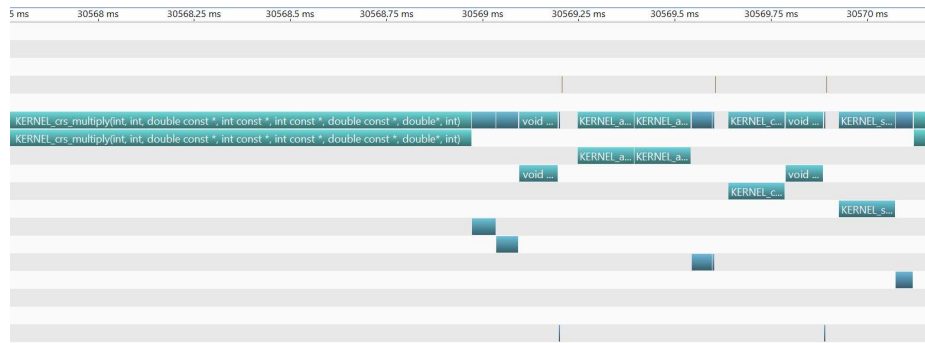 5 ms 30568 ms 30568.25 ms 30568.5 ms 30568.75 ms 30569 ms 30569.25 ms 30569.5 ms 30569.75 ms 30570 ms
KERNEL_crs_multiply(int, int, double const *, int const *, int const *, double const *, double*, int) void ... KERNEL_a... KERNEL_a... KERNEL_c... void ... KERNEL_s...
KERNEL_crs_multiply(int, int, double const *, int const *, int const *, double const *, double*, int)
KERNEL_a... KERNEL_a...
void ... void ...
KERNEL_c...
KERNEL_s...